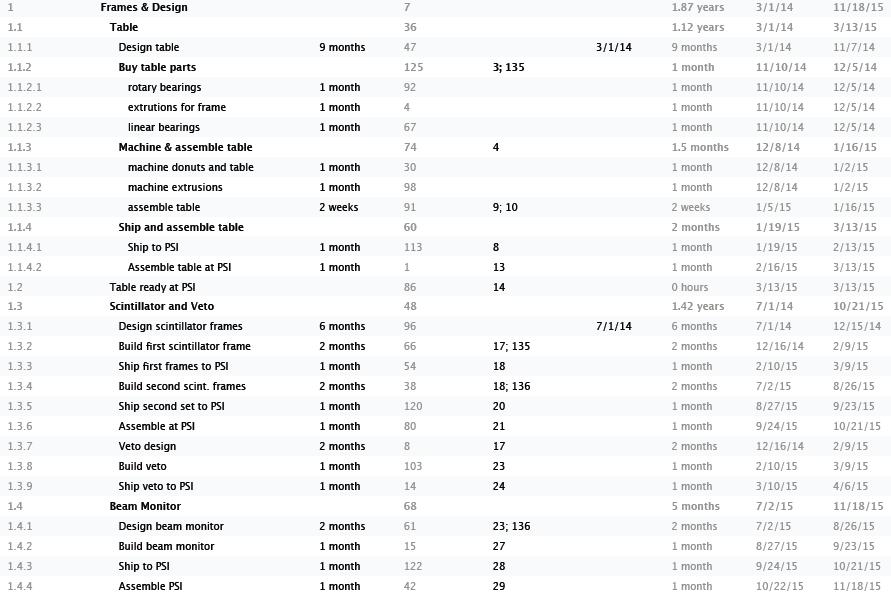 1 Frames & Design 7 1.87 years 3/1/14 11/18/15
1.1 Table 36 1.12 years 3/1/14 3/13/15
1.1.1 Design table 9 months 47 3/1/14 9 months 3/1/14 11/7/14
1.1.2 Buy table parts 125 3; 135 1 month 11/10/14 12/5/14
1.1.2.1 rotary bearings 1 month 92 1 month 11/10/14 12/5/14
1.1.2.2 extrutions for frame 1 month 4 1 month 11/10/14 12/5/14
1.1.2.3 linear bearings 1 month 67 1 month 11/10/14 12/5/14
1.1.3 Machine & assemble table 74 4 1.5 months 12/8/14 1/16/15
1.1.3.1 machine donuts and table 1 month 30 1 month 12/8/14 1/2/15
1.1.3.2 machine extrusions 1 month 98 1 month 12/8/14 1/2/15
1.1.3.3 assemble table 2 weeks 91 9; 10 2 weeks 1/5/15 1/16/15
1.1.4 Ship and assemble table 60 2 months 1/19/15 3/13/15
1.1.4.1 Ship to PSI 1 month 113 8 1 month 1/19/15 2/13/15
1.1.4.2 Assemble table at PSI 1 month 1 13 1 month 2/16/15 3/13/15
1.2 Table ready at PSI 86 14 0 hours 3/13/15 3/13/15
1.3 Scintillator and Veto 48 1.42 years 7/1/14 10/21/15
1.3.1 Design scintillator frames 6 months 96 7/1/14 6 months 7/1/14 12/15/14
1.3.2 Build first scintillator frame 2 months 66 17; 135 2 months 12/16/14 2/9/15
1.3.3 Ship first frames to PSI 1 month 54 18 1 month 2/10/15 3/9/15
1.3.4 Build second scint. frames 2 months 38 18; 136 2 months 7/2/15 8/26/15
1.3.5 Ship second set to PSI 1 month 120 20 1 month 8/27/15 9/23/15
1.3.6 Assemble at PSI 1 month 80 21 1 month 9/24/15 10/21/15
1.3.7 Veto design 2 months 8 17 2 months 12/16/14 2/9/15
1.3.8 Build veto 1 month 103 23 1 month 2/10/15 3/9/15
1.3.9 Ship veto to PSI 1 month 14 24 1 month 3/10/15 4/6/15
1.4 Beam Monitor 68 5 months 7/2/15 11/18/15
1.4.1 Design beam monitor 2 months 61 23; 136 2 months 7/2/15 8/26/15
1.4.2 Build beam monitor 1 month 15 27 1 month 8/27/15 9/23/15
1.4.3 Ship to PSI 1 month 122 28 1 month 9/24/15 10/21/15
1.4.4 Assemble PSI 1 month 42 29 1 month 10/22/15 11/18/15